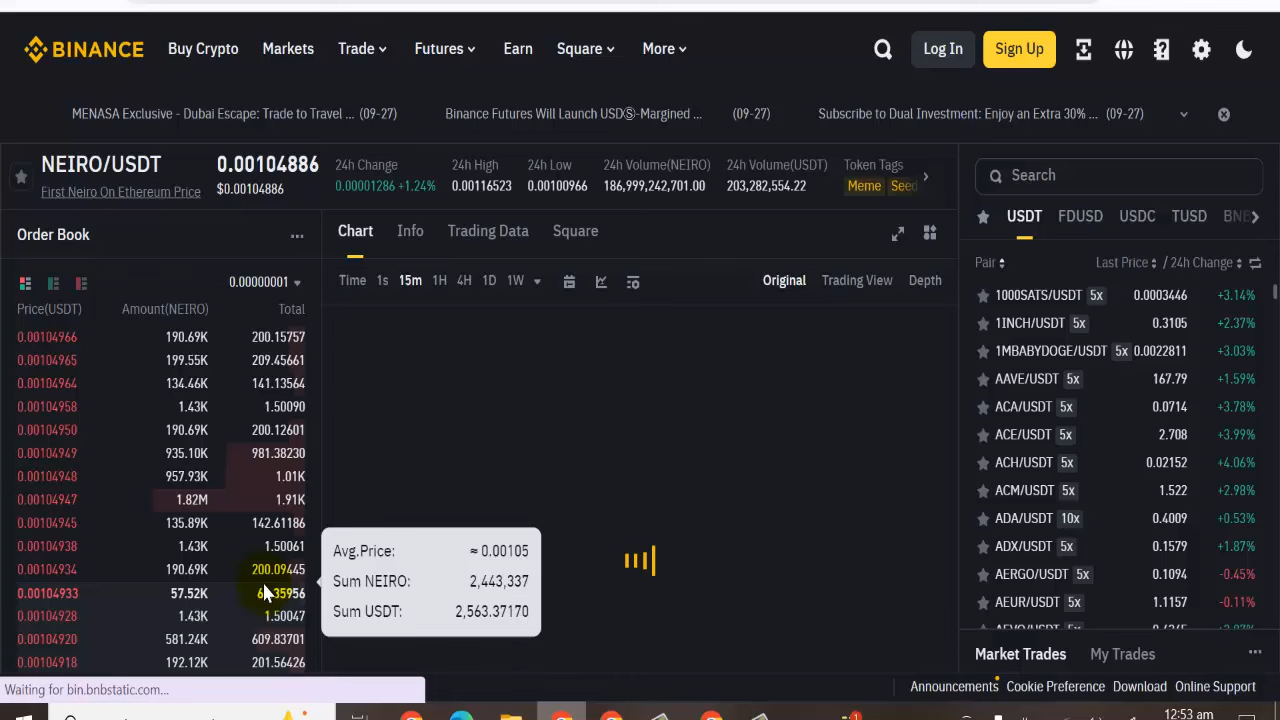 BINANCE Buy Crypto Markets Trade Futures Earn Square More Log In Sign Up
MENASA Exclusive - Dubai Escape: Trade to Travel ... (09-27) Binance Futures Will Launch USDⓈ-Margined ... (09-27) Subscribe to Dual Investment: Enjoy an Extra 30% ... (09-27)
NEIRO/USDT
First Neiro On Ethereum Price
0.00104886
$0.00104886
24h Change
0.00001286 +1.24%
24h High
0.00116523
24h Low
0.00100966
24h Volume(NEIRO)
186,999,242,701.00
24h Volume(USDT)
203,282,554.22
Token Tags
Meme Seed
Order Book
0.00000001
Price(USDT) Amount(NEIRO) Total
0.00104966 190.69K 200.15757
0.00104965 199.55K 209.45661
0.00104964 134.46K 141.13564
0.00104958 1.43K 1.50090
0.00104950 190.69K 200.12601
0.00104949 935.10K 981.38230
0.00104948 957.93K 1.01K
0.00104947 1.82M 1.91K
0.00104945 135.89K 142.61186
0.00104938 1.43K 1.50061
0.00104934 190.69K 200.09445
0.00104933 57.52K
0.00104928 1.43K 1.50047
0.00104920 581.24K 609.83701
0.00104918 192.12K 201.56426
Chart Info Trading Data Square
Time 1s 15m 1H 4H 1D 1W Original Trading View Depth
Avg.Price: ≈ 0.00105
Sum NEIRO: 2,443,337
Sum USDT: 2,563.37170
Search
USDT FDUSD USDC TUSD BNB
Pair Last Price / 24h Change
1000SATS/USDT 5x 0.0003446 +3.14%
1INCH/USDT 5x 0.3105 +2.37%
1MBABYDOGE/USDT 5x 0.0022811 +3.03%
AAVE/USDT 5x 167.79 +1.59%
ACA/USDT 5x 0.0714 +3.78%
ACE/USDT 5x 2.708 +3.99%
ACH/USDT 5x 0.02152 +4.06%
ACM/USDT 5x 1.522 +2.98%
ADA/USDT 10x 0.4009 +0.53%
ADX/USDT 5x 0.1579 +1.87%
AERGO/USDT 5x 0.1094 -0.45%
AEUR/USDT 5x 1.1157 -0.11%
Market Trades My Trades
Waiting for bin.bnbstatic.com...
Announcements Cookie Preference Download Online Support
12:53 am